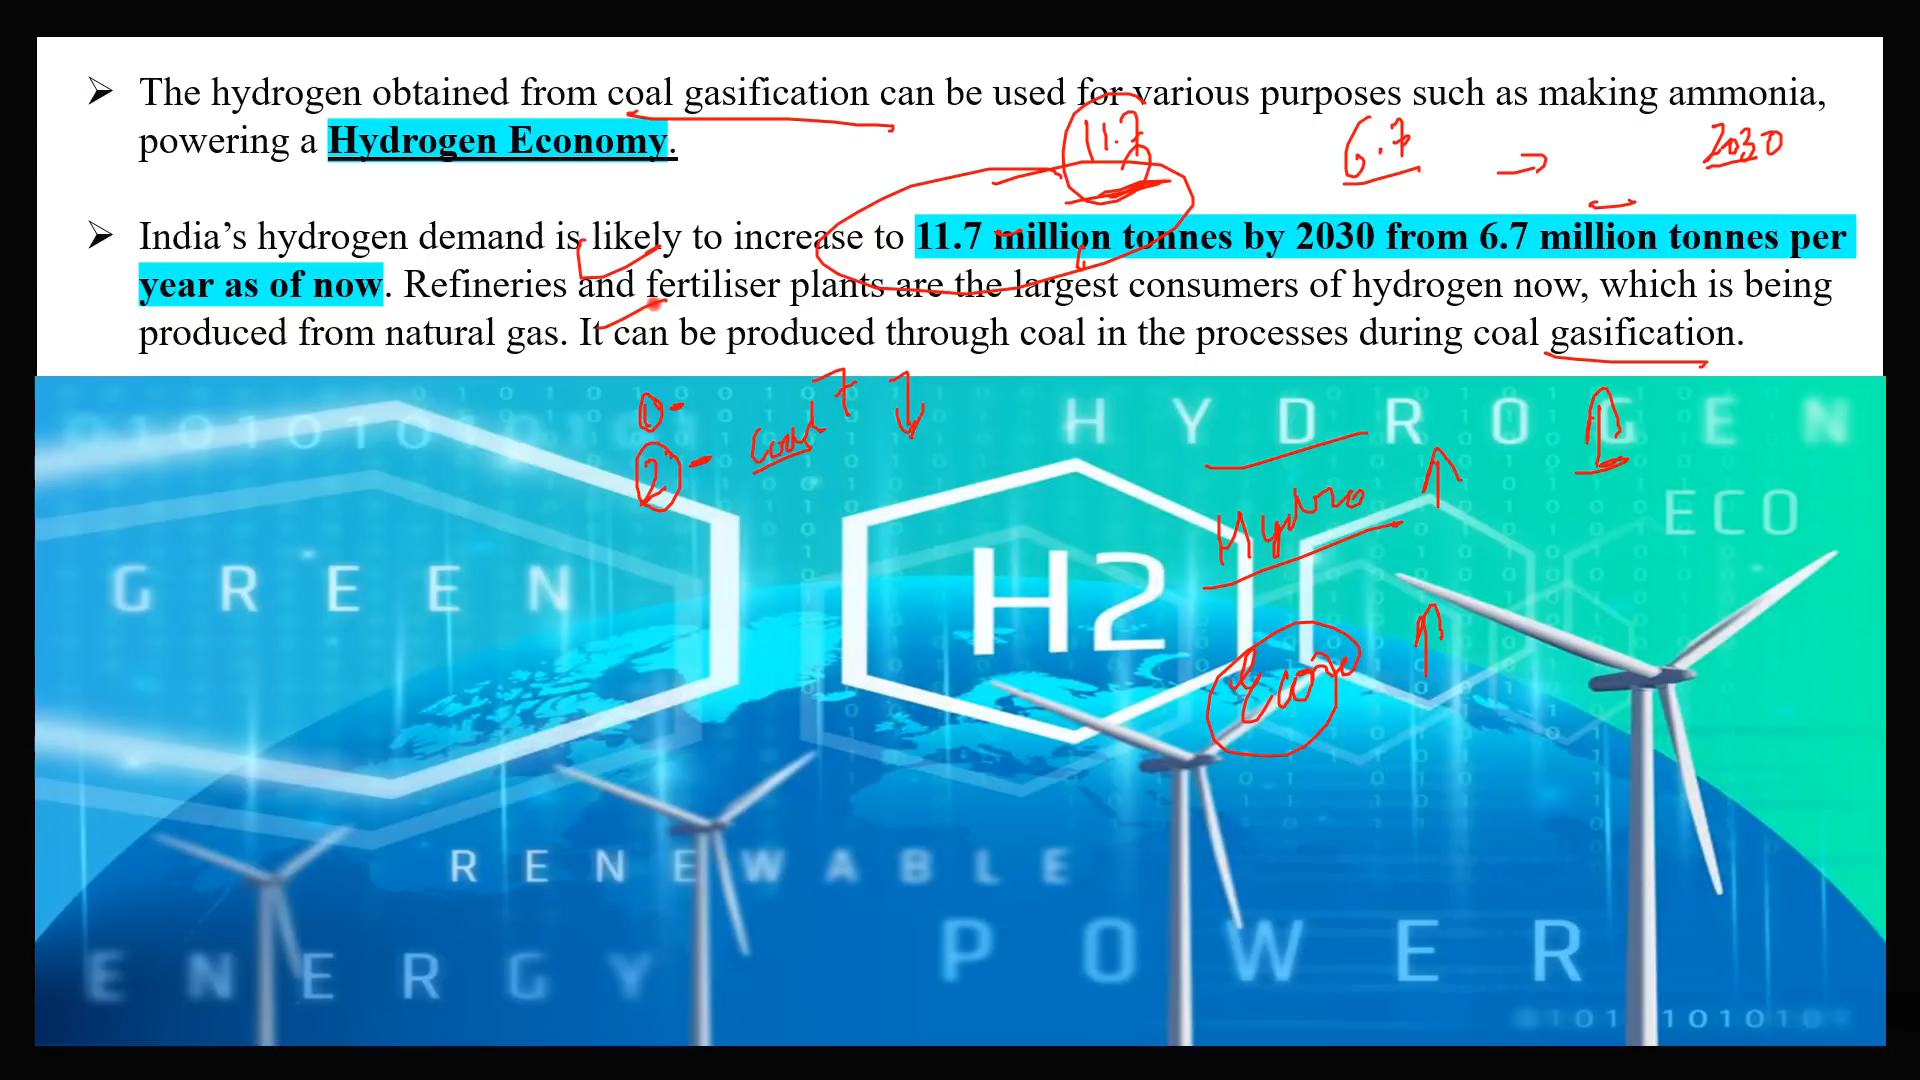 ➢ The hydrogen obtained from coal gasification can be used for various purposes such as making ammonia,
powering a Hydrogen Economy.
11.7
6.7 → 2030
➢ India’s hydrogen demand is likely to increase to 11.7 million tonnes by 2030 from 6.7 million tonnes per
year as of now. Refineries and fertiliser plants are the largest consumers of hydrogen now, which is being
produced from natural gas. It can be produced through coal in the processes during coal gasification.
HYDROGEN
ECO
Hydro
GREEN
H2
RENEWABLE
ENERGY
POWER